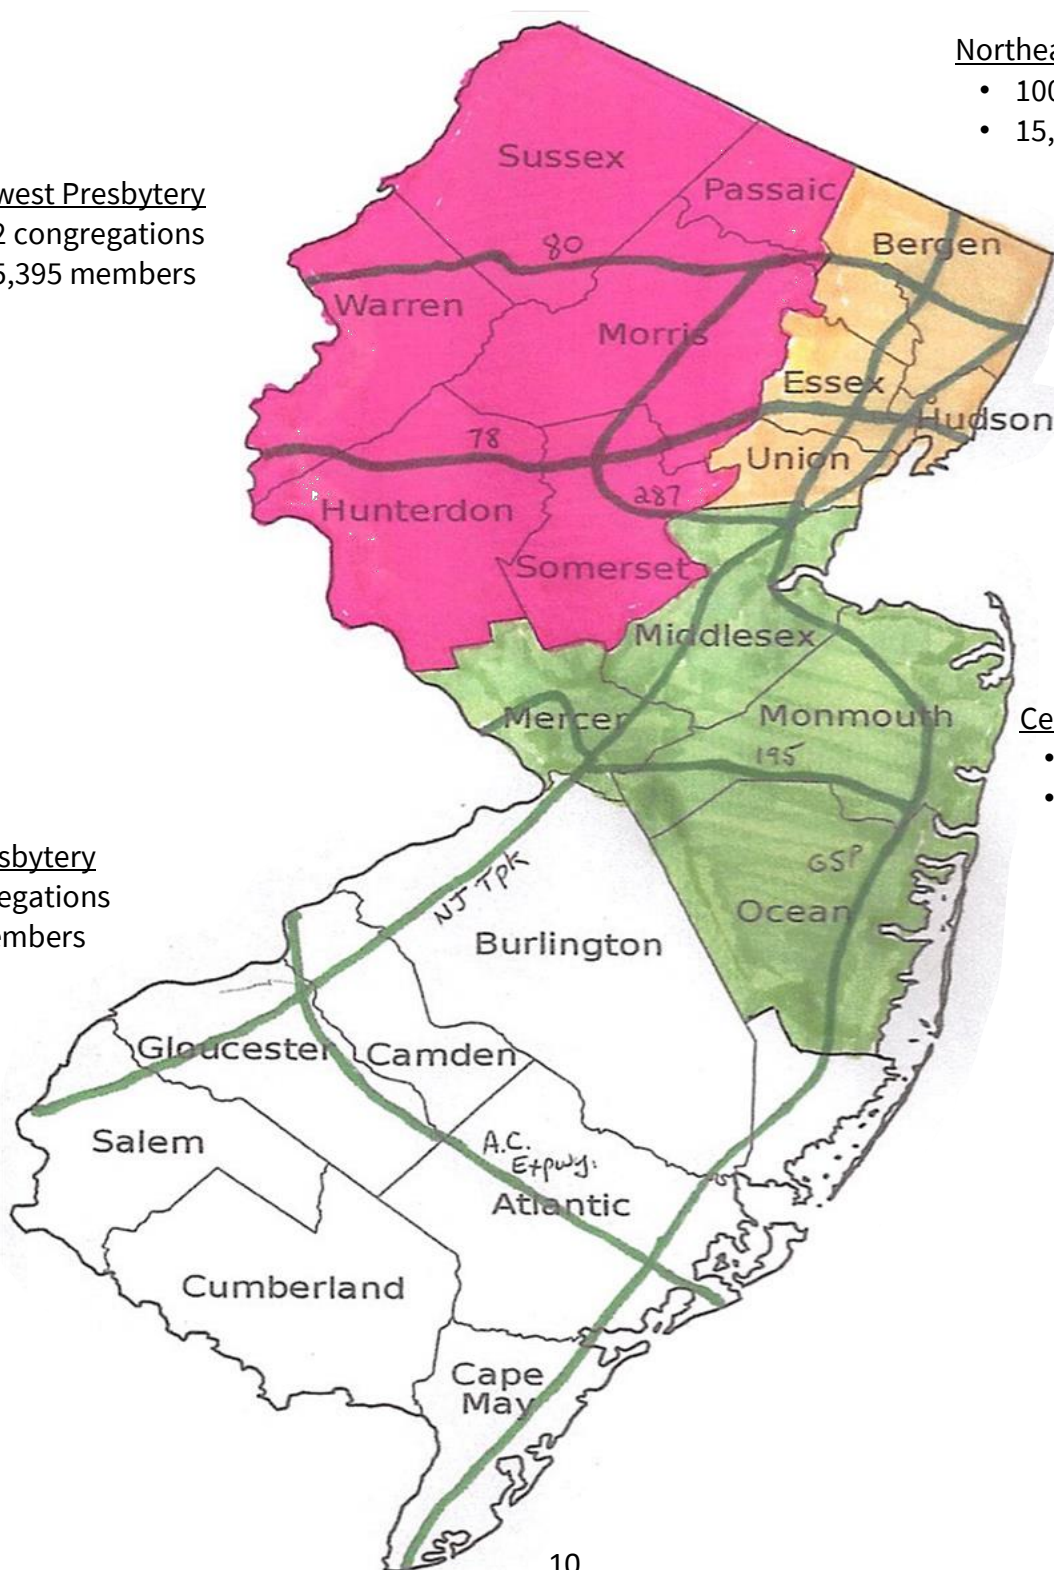 Northea
• 100
• 15,
west Presbytery
2 congregations
5,395 members
Sussex
Passaic
Bergen
80
Warren
Morris
Essex
Hudson
78
Union
287
Hunterdon
Somerset
Middlesex
Mercer
Monmouth
Ce
195
•
•
sbytery
egations
embers
GSP
NJ Tpk
Ocean
Burlington
Gloucester
Camden
Salem
A.C.
Expwy.
Atlantic
Cumberland
Cape
May
10